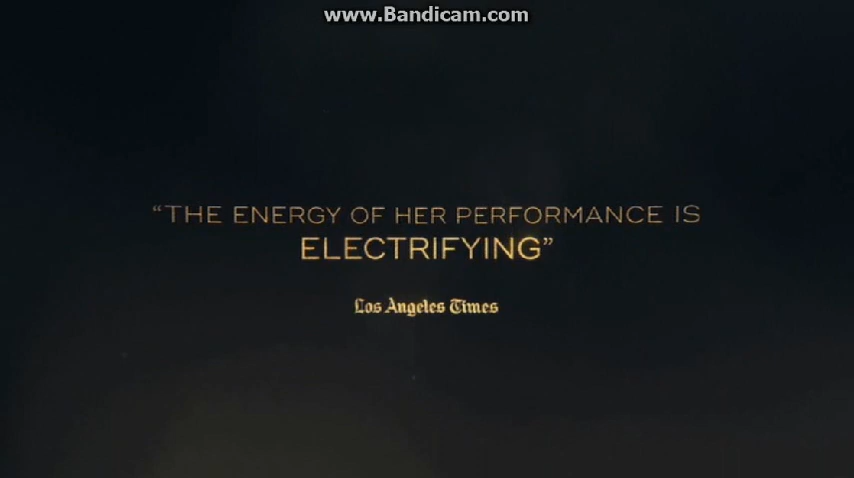 www.Bandicam.com
“THE ENERGY OF HER PERFORMANCE IS
ELECTRIFYING”
Los Angeles Times